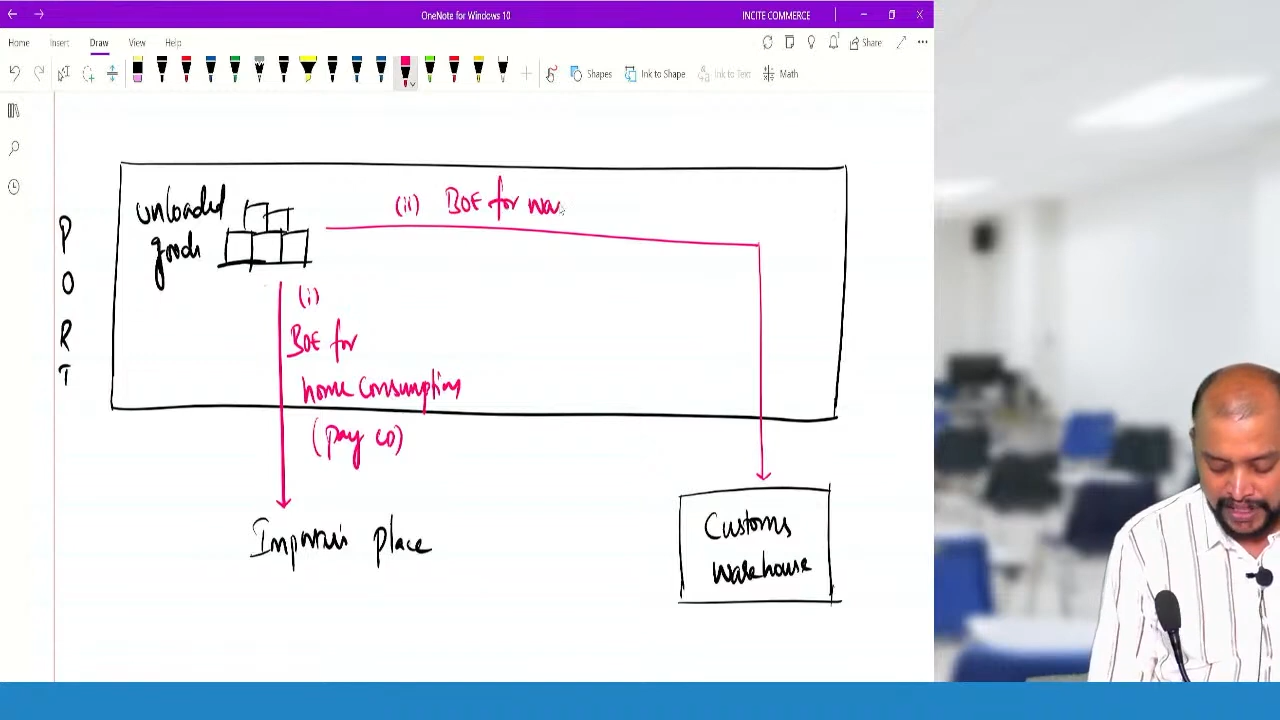 OneNote for Windows 10
INCITE COMMERCE
Home Insert Draw View Help
Share
Shapes Ink to Shape Ink to Text Math
PORT
unloaded
goods
(ii) BOE for wa
(i)
BOE for
home consumption
(pay CD)
Importer's place
Customs
warehouse